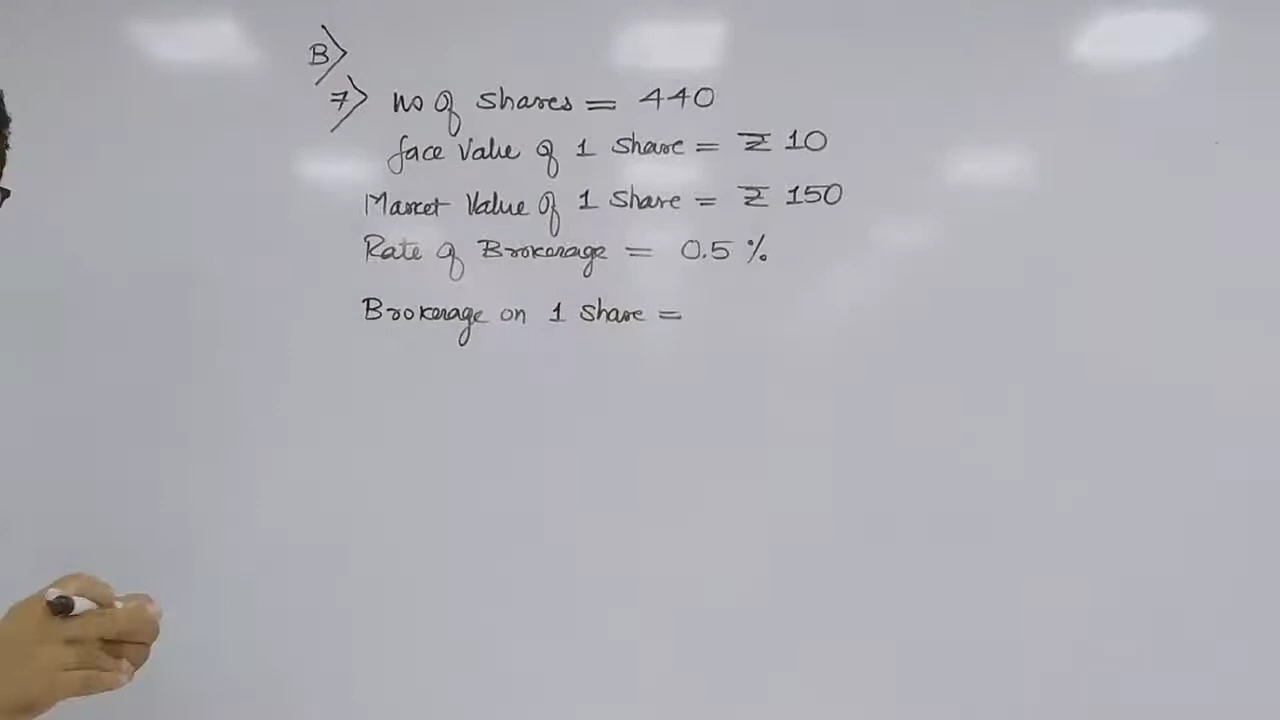 B>
7> no of shares = 440
face Value of 1 Share = ₹ 10
Market Value of 1 Share = ₹ 150
Rate of Brokerage = 0.5 %
Brokerage on 1 Share =